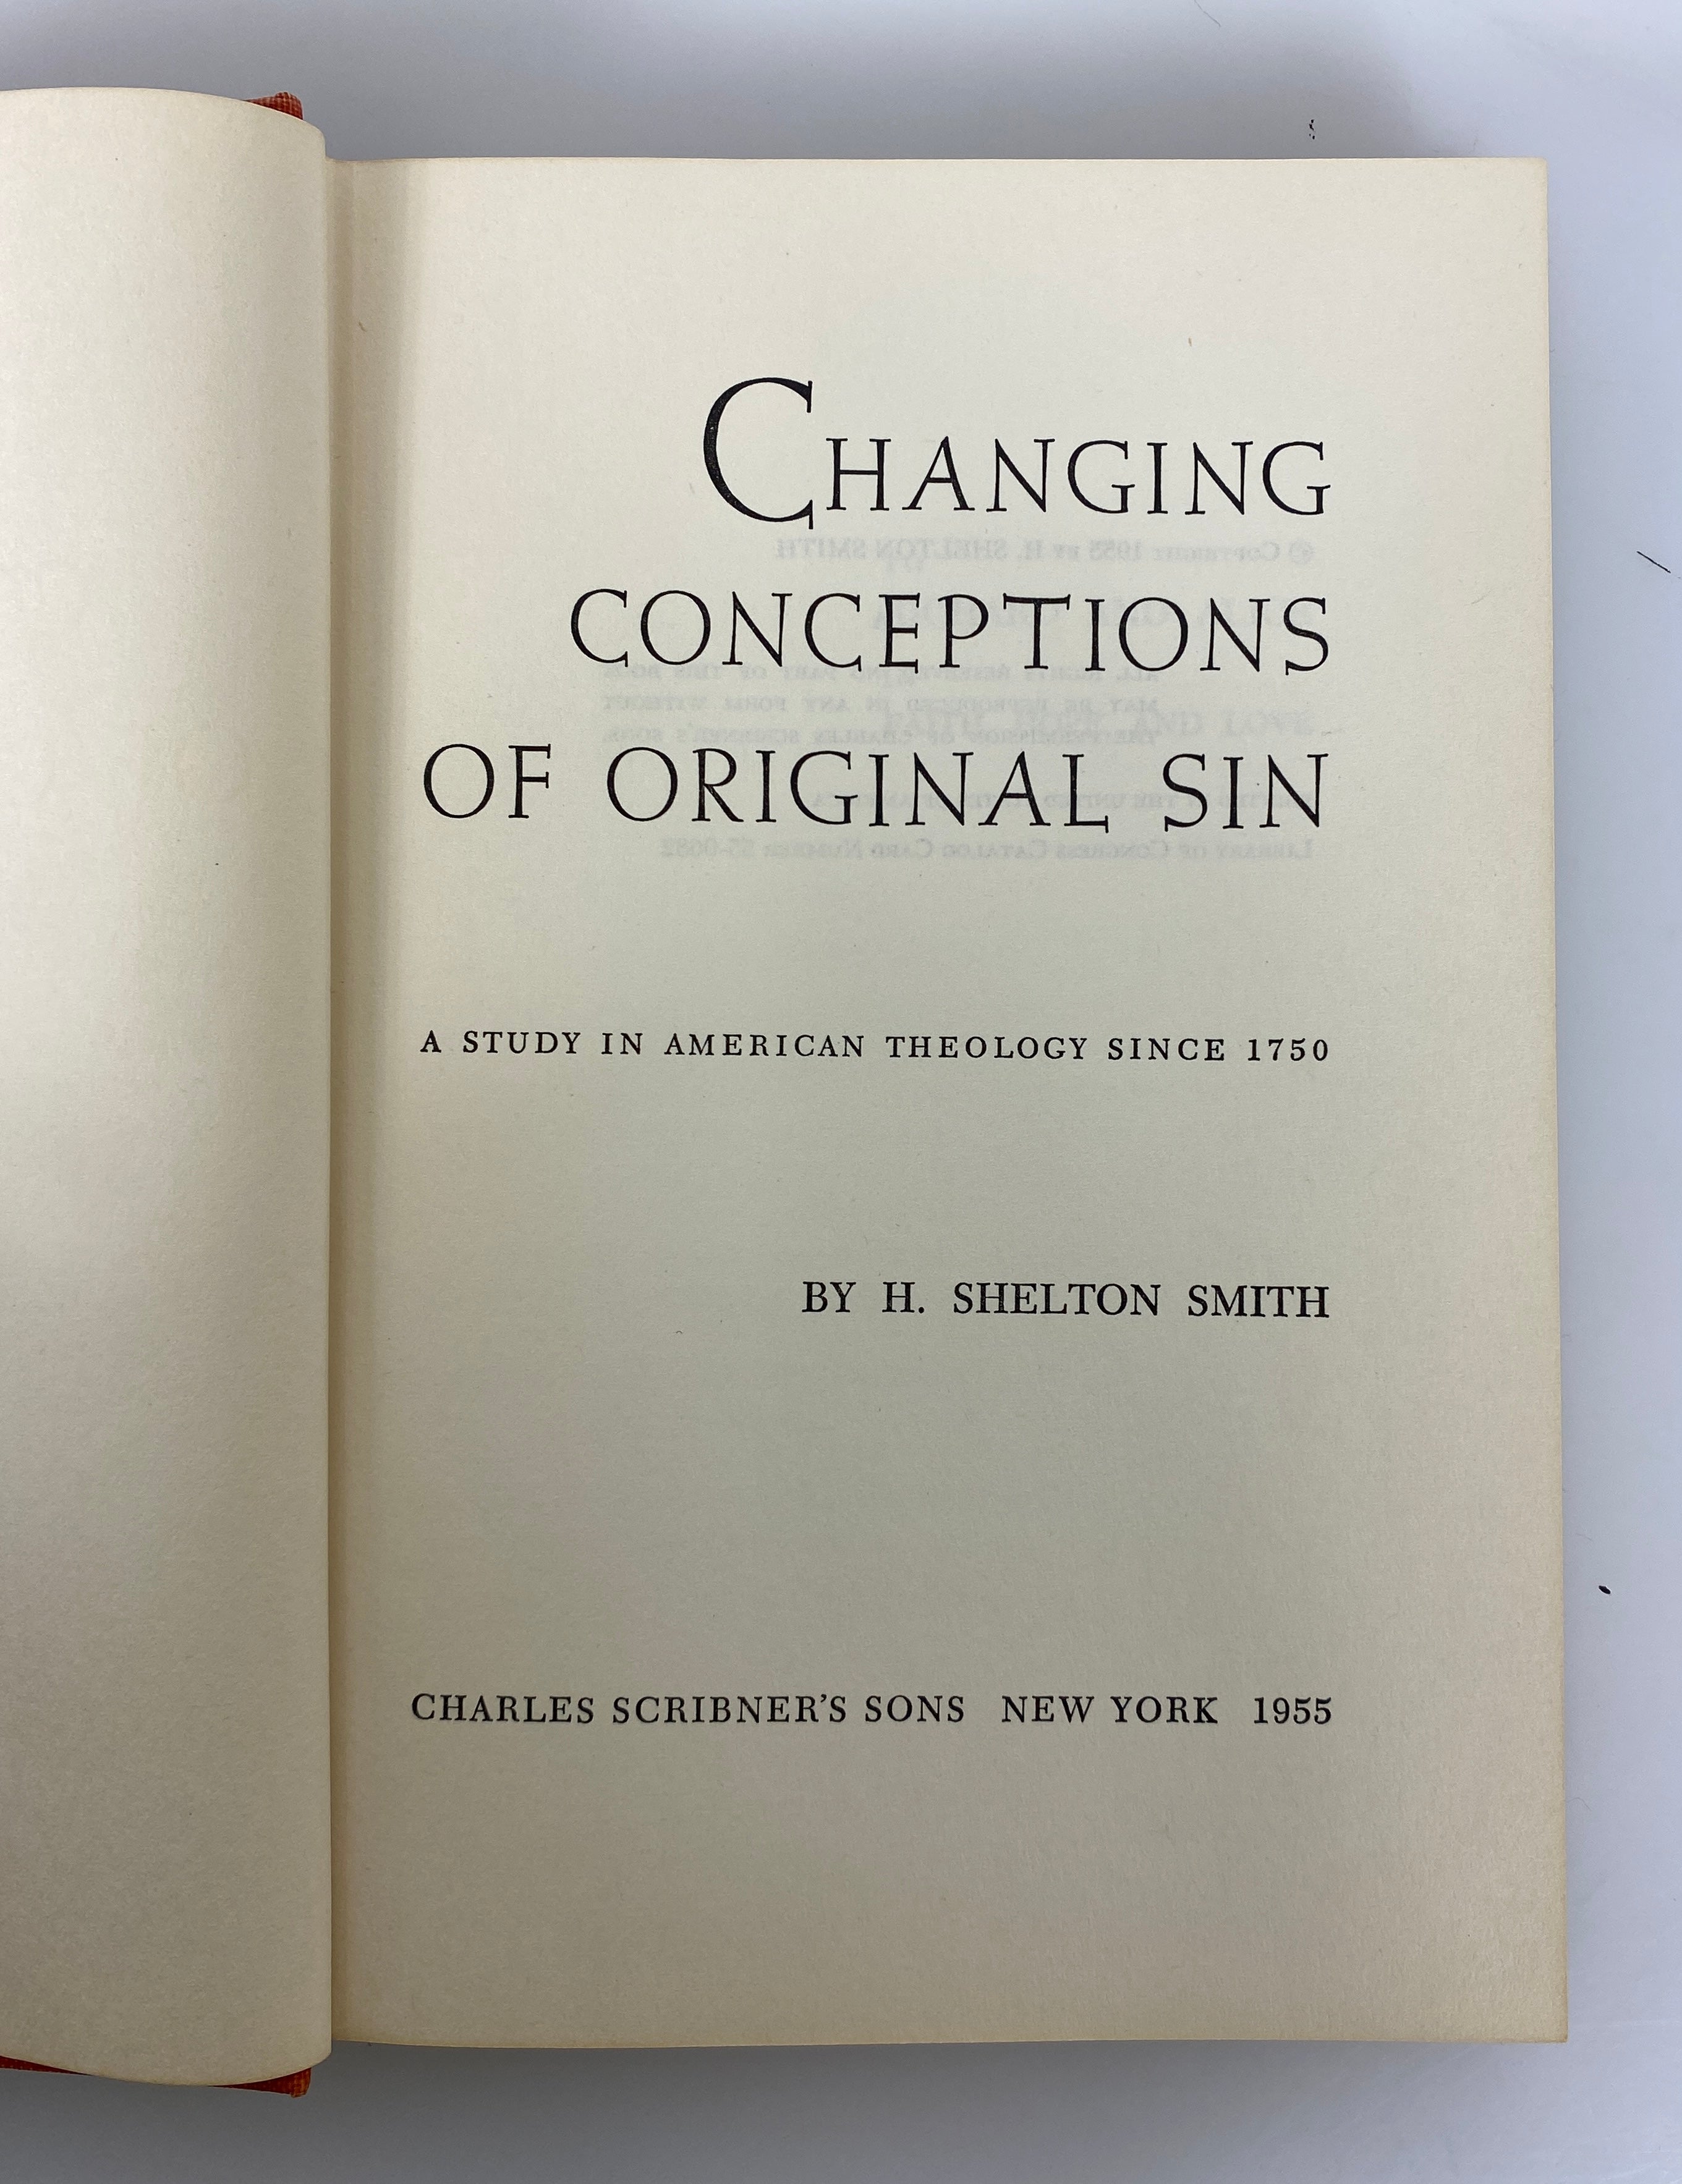 CHANGING
CONCEPTIONS
OF ORIGINAL SIN
A STUDY IN AMERICAN THEOLOGY SINCE 1750
BY H. SHELTON SMITH
CHARLES SCRIBNER'S SONS NEW YORK 1955